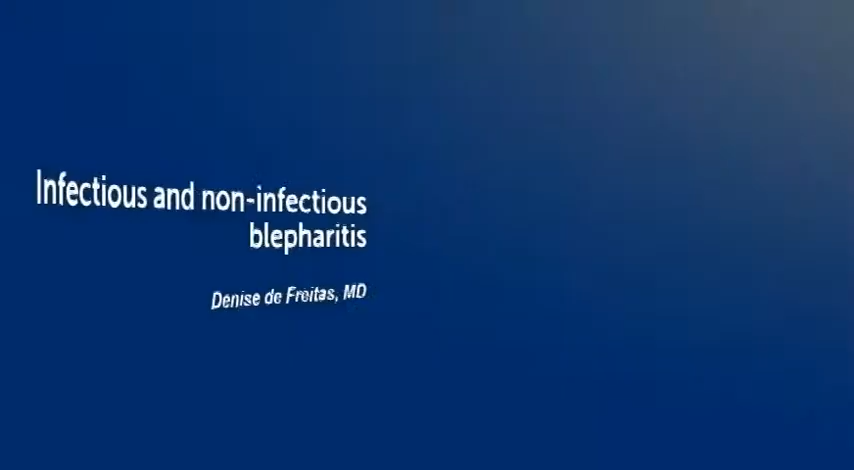 Infectious and non-infectious
blepharitis
Denise de Freitas, MD